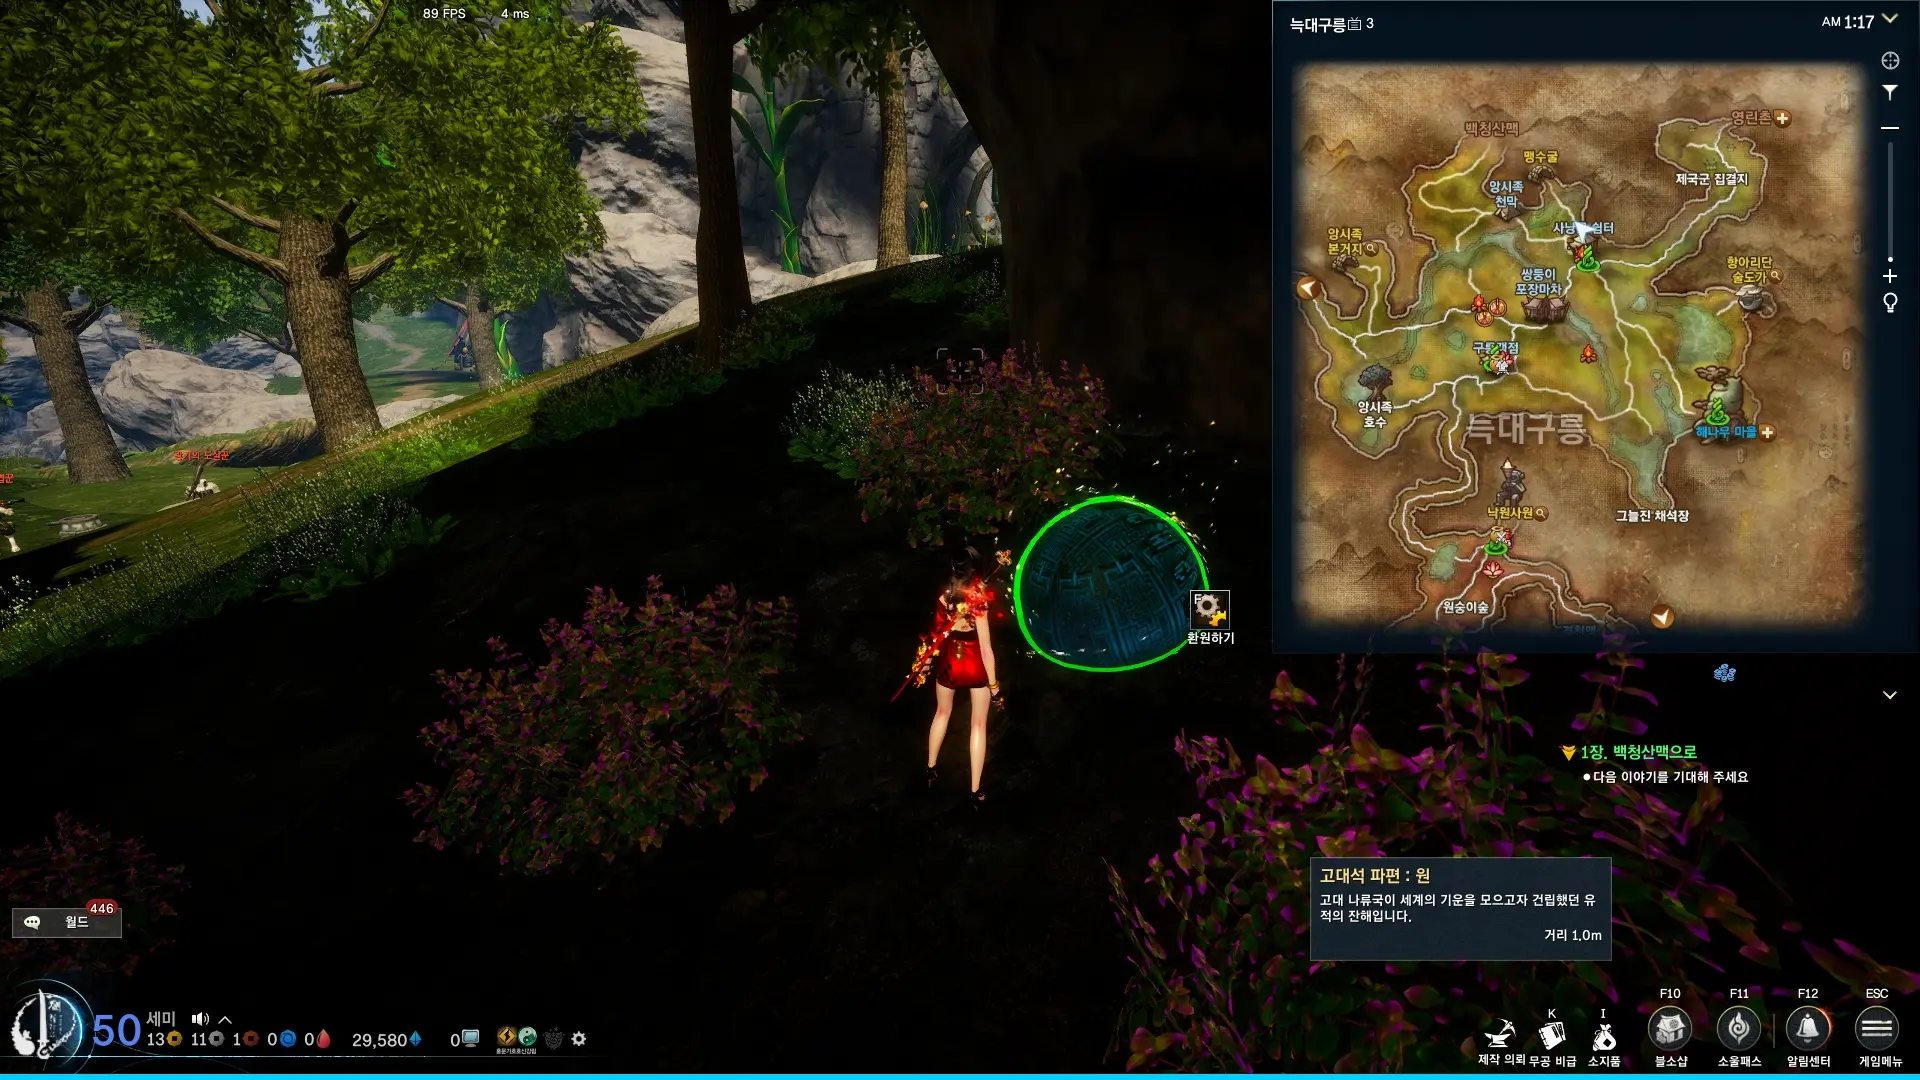 89 FPS 4 ms
늑대구릉 3
AM 1:17
백청산맥
영린촌
맹수굴
제국군 집결지
앙시족
천막
앙시족
본거지
쌍둥이
포장마차
항아리단
술도가
앙시족
호수
늑대구릉
해나무 마을
낙원사원
그늘진 채석장
원숭이숲
F
환원하기
1장. 백청산맥으로
다음 이야기를 기대해 주세요
고대석 파편 : 원
고대 나류국이 세계의 기운을 모으고자 건립했던 유
적의 잔해입니다.
거리 1.0m
446
월드
50 세미
13 11 1 0 0 29,580 0
K I F10 F11 F12 ESC
제작 의뢰 무공 비급 소지품 블소샵 소울패스 알림센터 게임메뉴